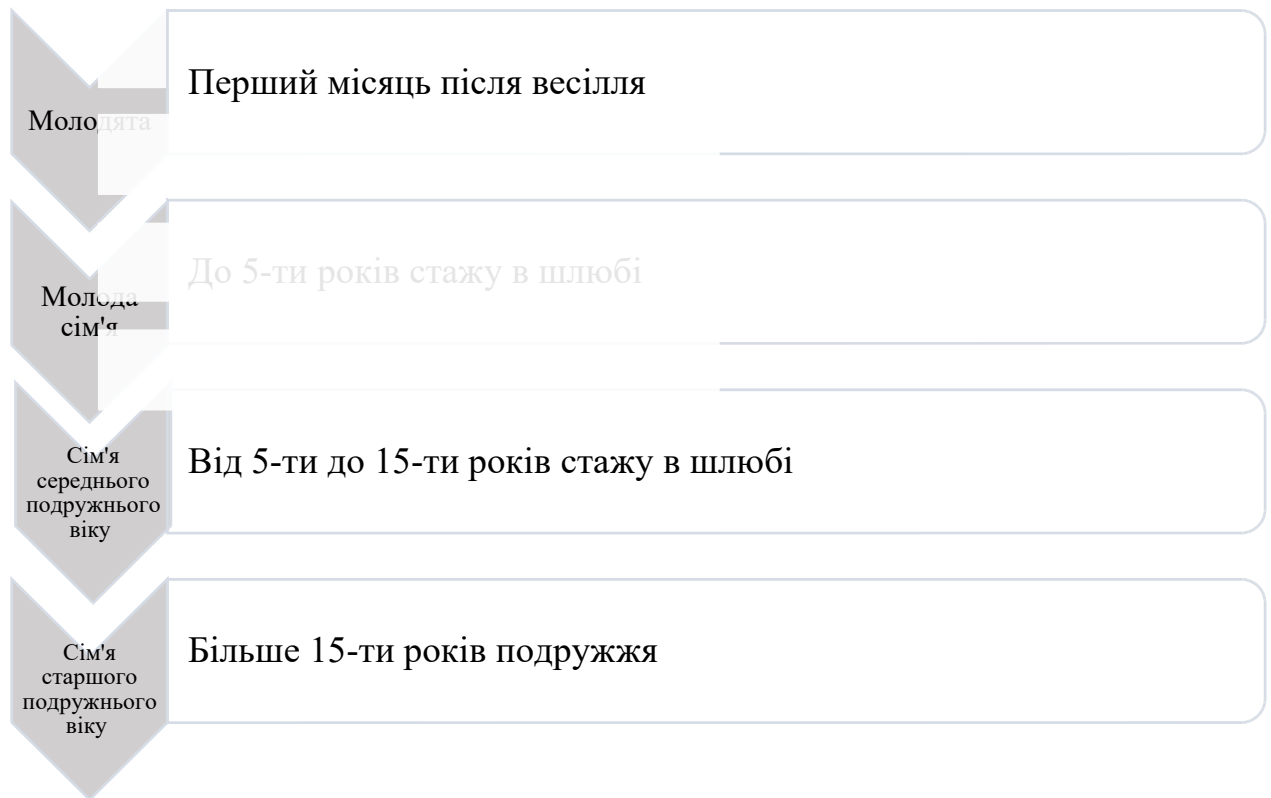 Молодята
Перший місяць після весілля
Молода
сім'я
До 5-ти років стажу в шлюбі
Сім'я
середнього
подружнього
віку
Від 5-ти до 15-ти років стажу в шлюбі
Сім'я
старшого
подружнього
віку
Більше 15-ти років подружжя